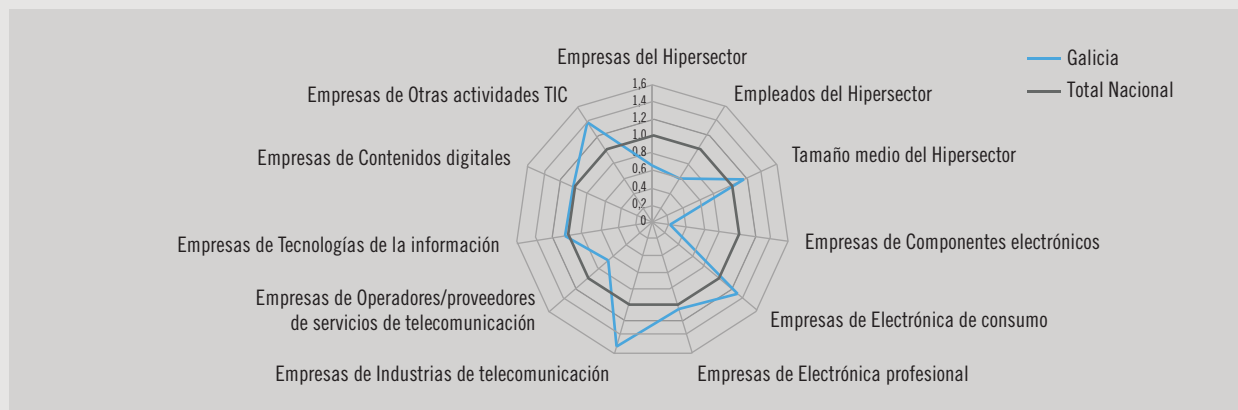 Empresas del Hipersector
Galicia
Total Nacional
Empresas de Otras actividades TIC
Empleados del Hipersector
1,6
1,4
1,2
1,0
0,8
0,6
0,4
0,2
0
Empresas de Contenidos digitales
Tamaño medio del Hipersector
Empresas de Tecnologías de la información
Empresas de Componentes electrónicos
Empresas de Operadores/proveedores
de servicios de telecomunicación
Empresas de Electrónica de consumo
Empresas de Industrias de telecomunicación
Empresas de Electrónica profesional